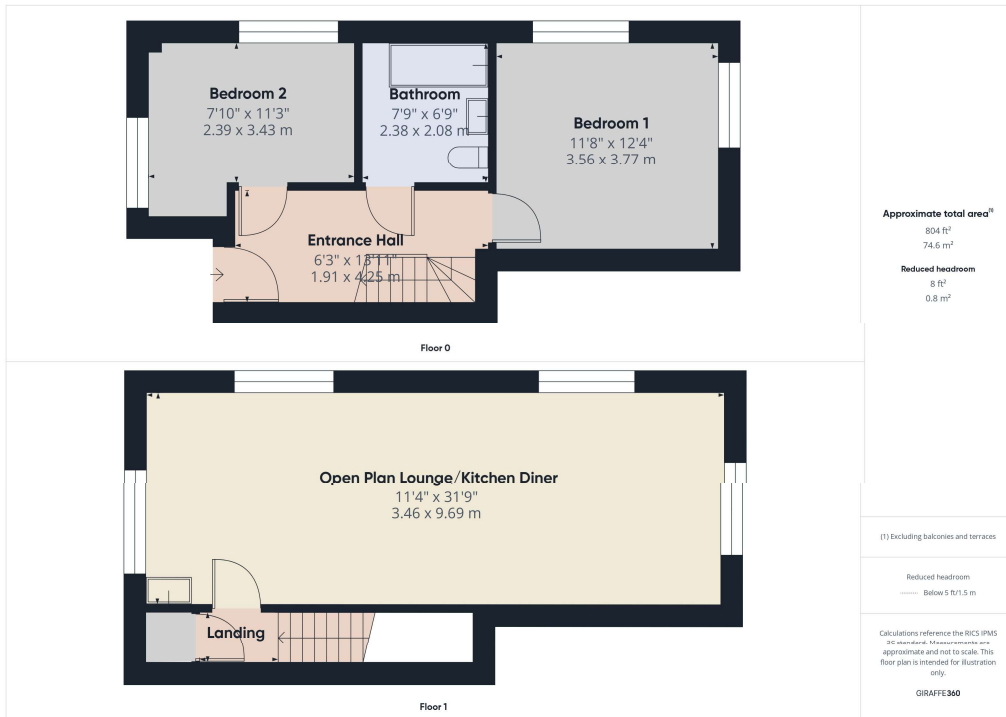 Bedroom 2
7'10" x 11'3"
2.39 x 3.43 m
Bathroom
7'9" x 6'9"
2.38 x 2.08 m
Bedroom 1
11'8" x 12'4"
3.56 x 3.77 m
Entrance Hall
6'3" x 13'11"
1.91 x 4.25 m
Floor 0
Approximate total area(1)
804 ft²
74.6 m²
Reduced headroom
8 ft²
0.8 m²
Open Plan Lounge/Kitchen Diner
11'4" x 31'9"
3.46 x 9.69 m
Landing
Floor 1
(1) Excluding balconies and terraces
Reduced headroom
Below 5 ft/1.5 m
Calculations reference the RICS IPMS
approximate and not to scale. This
floor plan is intended for illustration
only.
GIRAFFE360